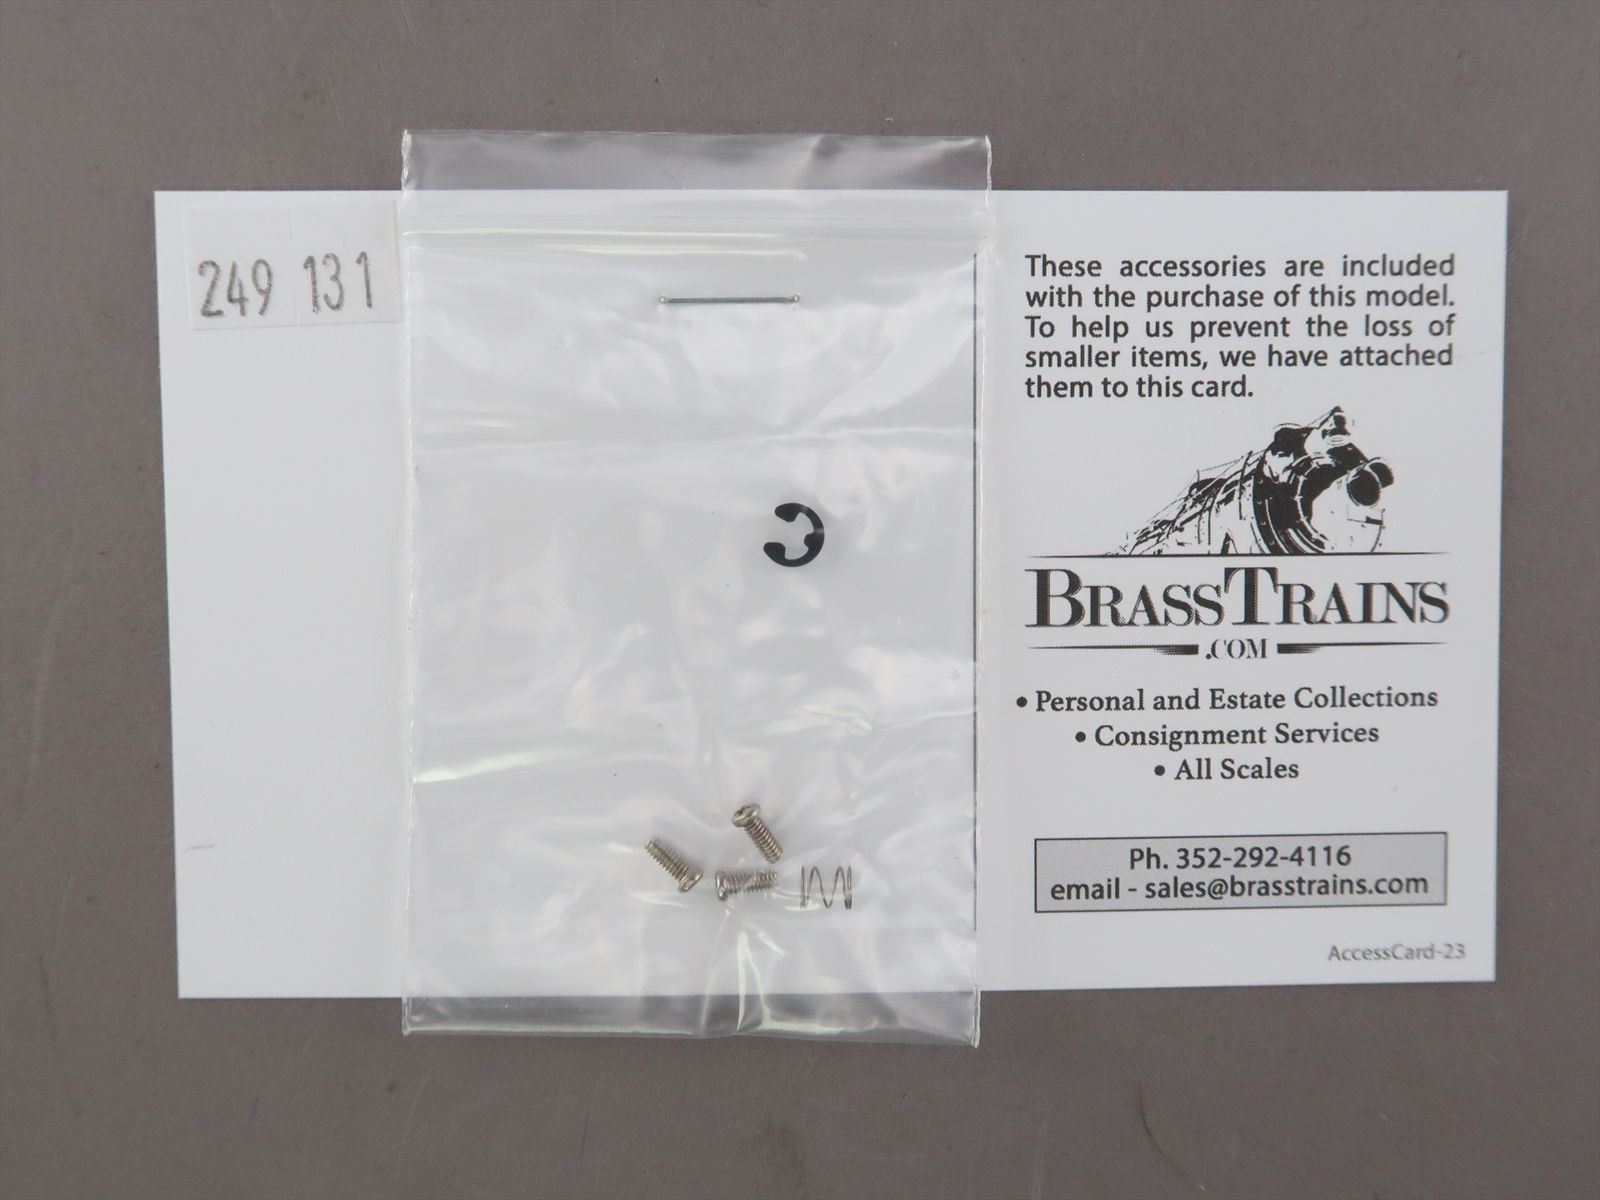 249 131
These accessories are included
with the purchase of this model.
To help us prevent the loss of
smaller items, we have attached
them to this card.
BRASSTRAINS
.COM
• Personal and Estate Collections
• Consignment Services
• All Scales
Ph. 352-292-4116
email - sales@brasstrains.com
AccessCard-23